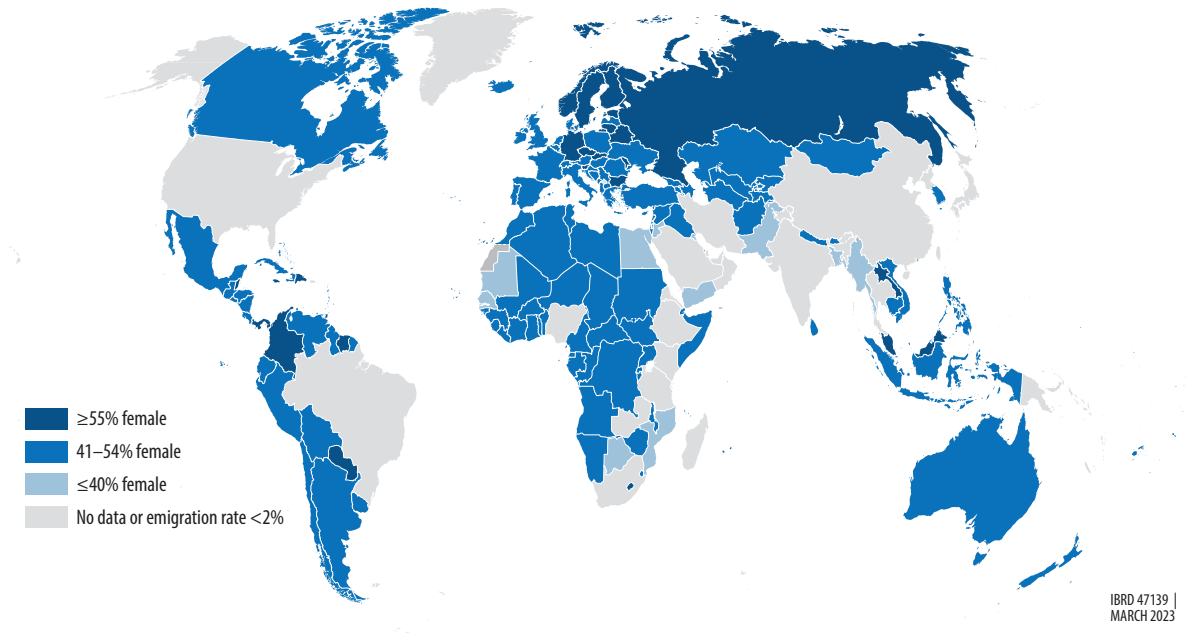 ≥55% female
41–54% female
≤40% female
No data or emigration rate <2%
IBRD 47139 |
MARCH 2023